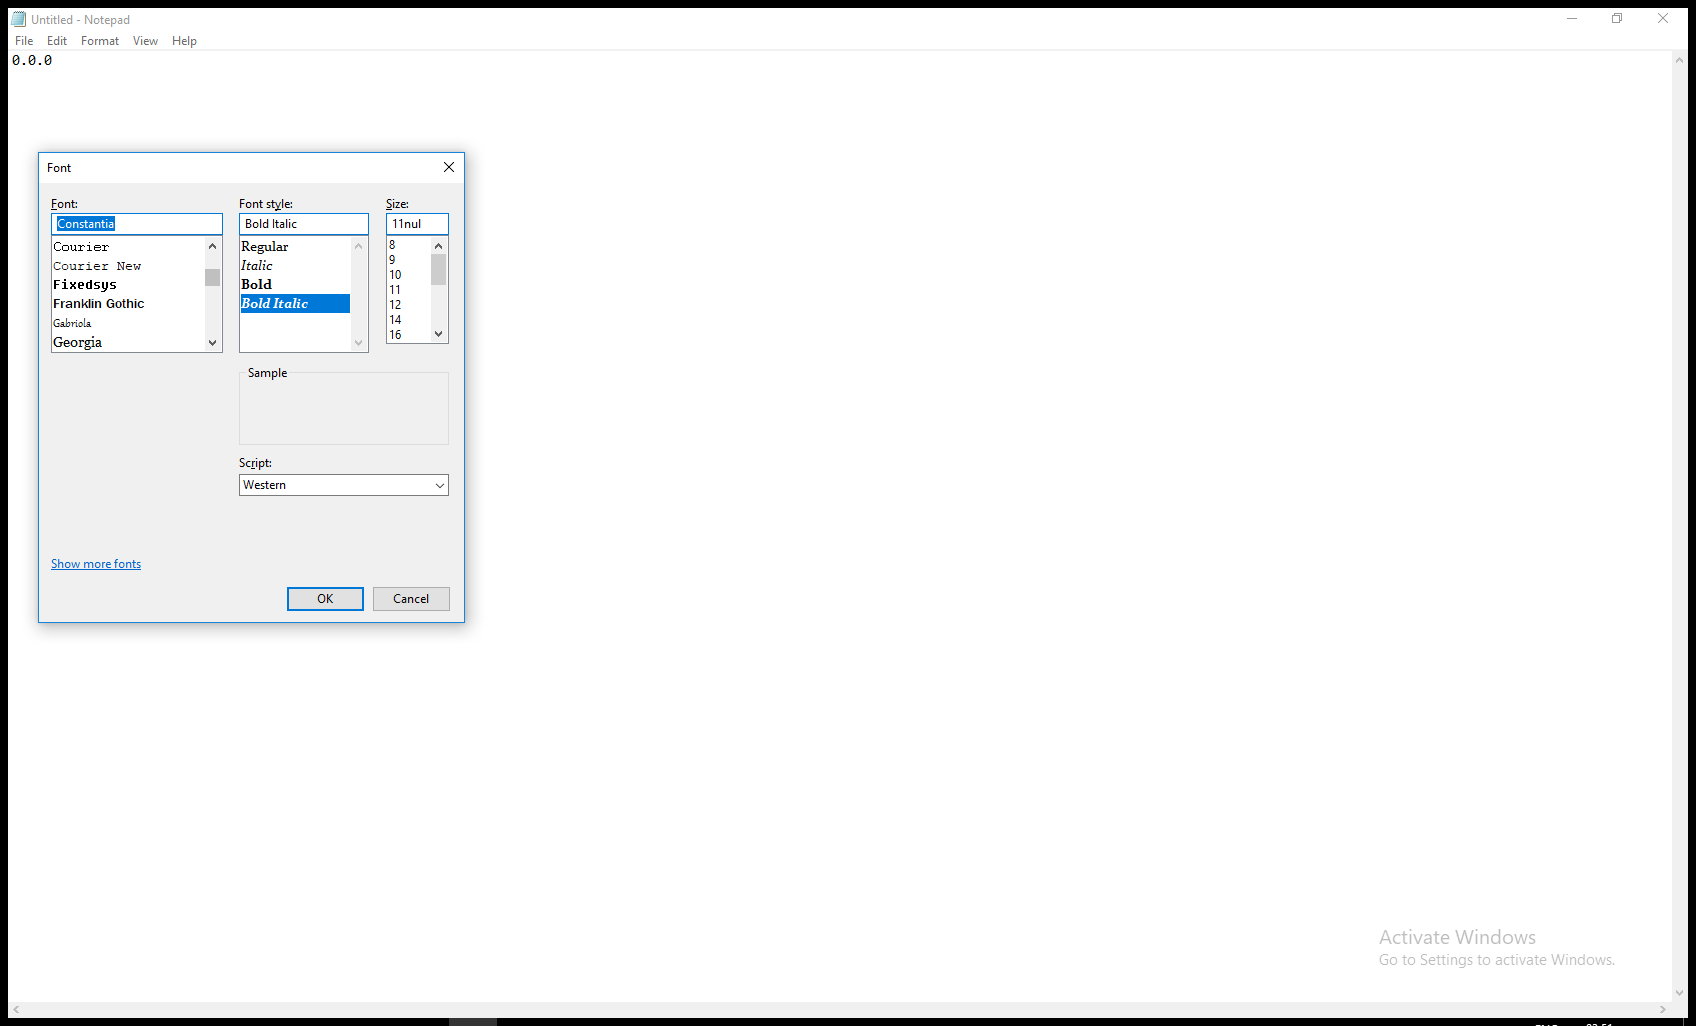 Untitled - Notepad
File Edit Format View Help
0.0.0
Font
Font: Font style: Size:
Constantia Bold Italic 11nul
Courier
Courier New
Fixedsys
Franklin Gothic
Gabriola
Georgia
Regular
Italic
Bold
Bold Italic
8
9
10
11
12
14
16
Sample
Script:
Western
Show more fonts
OK Cancel
Activate Windows
Go to Settings to activate Windows.